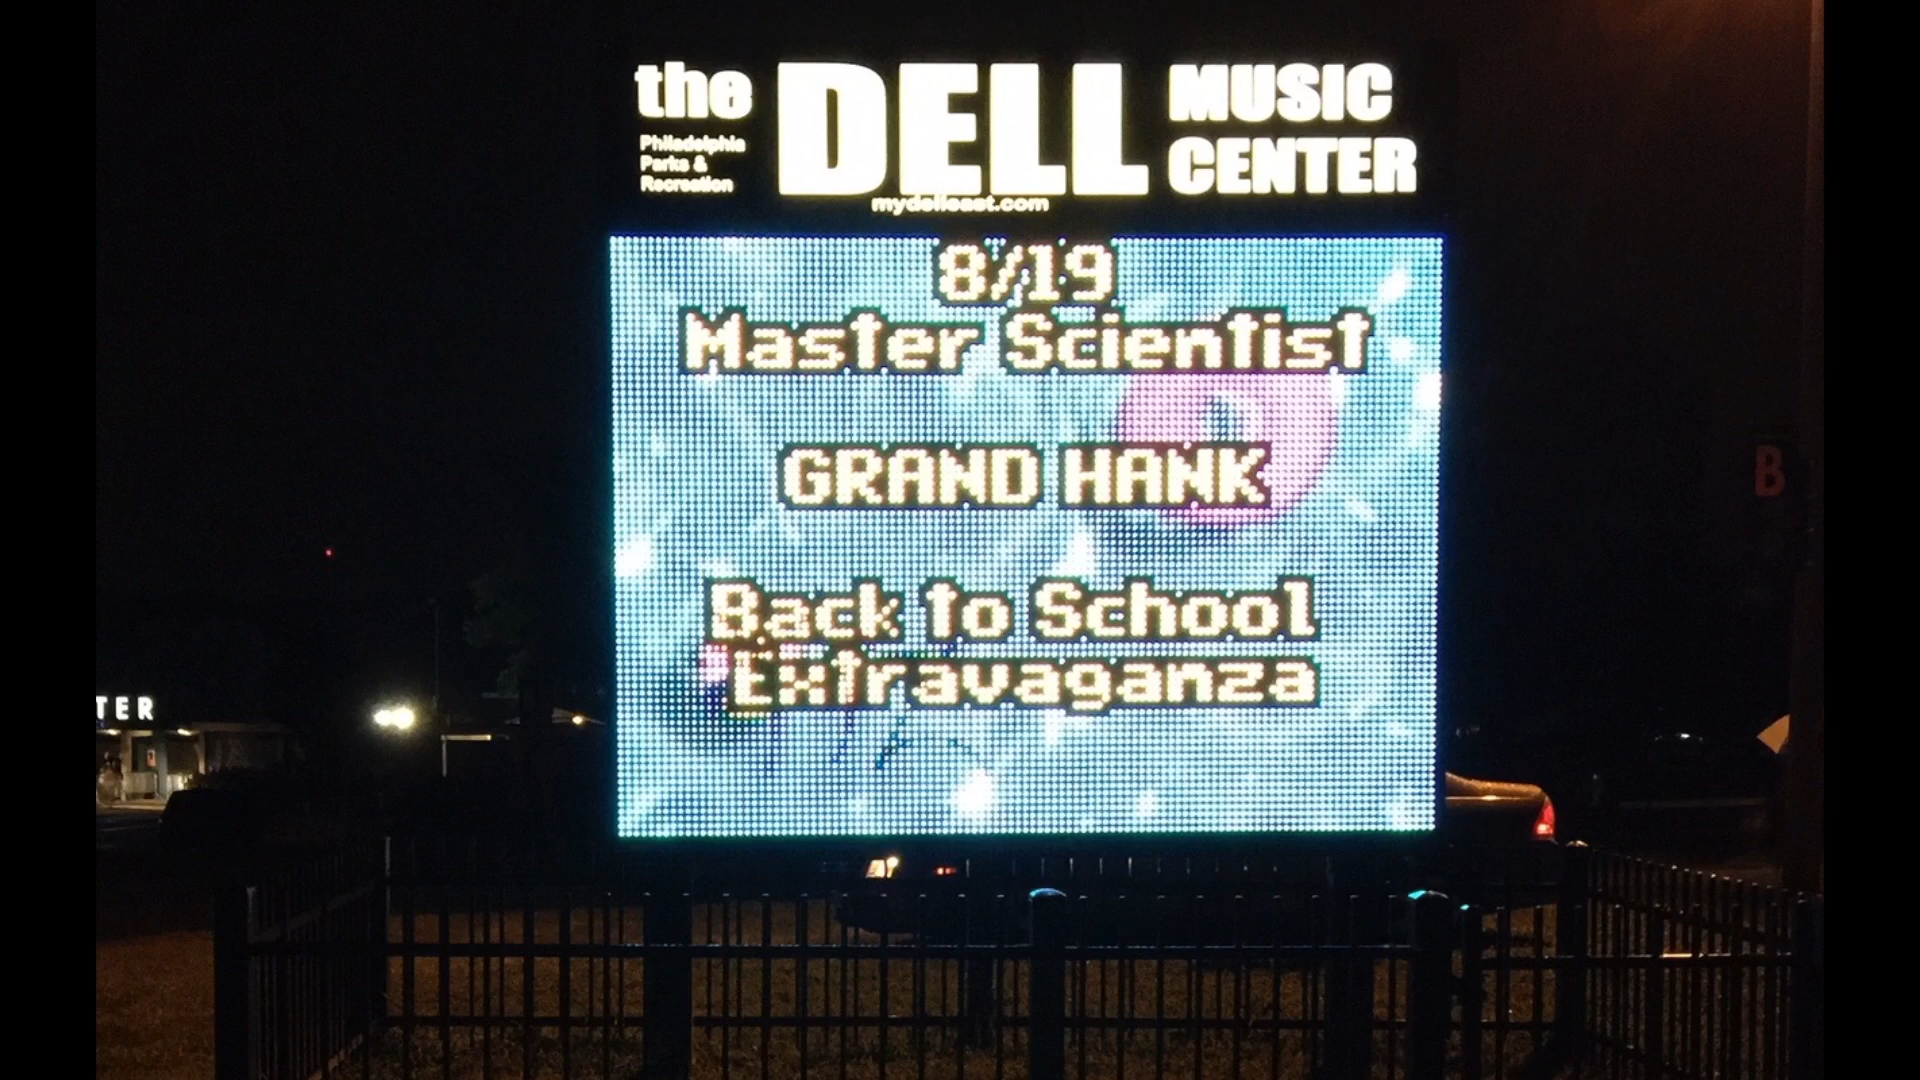 the DELL MUSIC
CENTER
Philadelphia
Parks &
Recreation
mydelleast.com
8/19
Master Scientist
GRAND HANK
Back to School
Extravaganza
TER
B